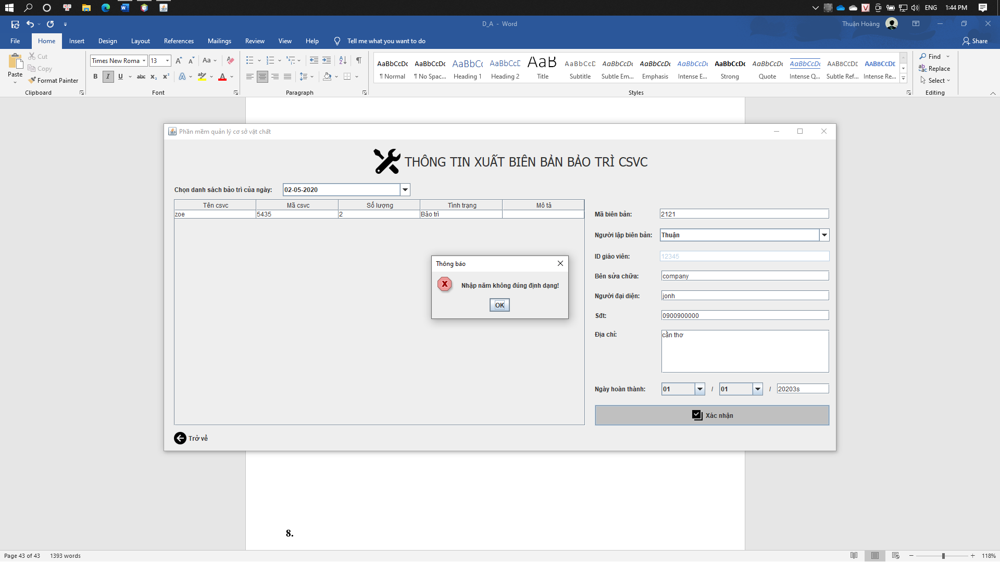 ENG 1:44 PM
D_A - Word
Thuận Hoàng
File Home Insert Design Layout References Mailings Review View Help Tell me what you want to do Share
Paste
Cut
Copy
Format Painter
Clipboard
Times New Roma 13
Font
Paragraph
AaBbCcDc AaBbCcDc AaBbCc AaBbCcD AaB AaBbCcD AaBbCcDc AaBbCcDc AaBbCcDc AaBbCcDc AaBbCcDc AaBbCcDc AABBCCDE AABBCCDE
¶ Normal ¶ No Spac... Heading 1 Heading 2 Title Subtitle Subtle Em... Emphasis Intense E... Strong Quote Intense Q... Subtle Ref... Intense Re...
Styles
Find
Replace
Select
Editing
Phần mềm quản lý cơ sở vật chất
THÔNG TIN XUẤT BIÊN BẢN BẢO TRÌ CSVC
Chọn danh sách bảo trì của ngày: 02-05-2020
Tên csvc Mã csvc Số lượng Tình trạng Mô tả
zoe 5435 2 Bảo trì
Mã biên bản: 2121
Người lập biên bản: Thuận
ID giáo viên: 12345
Bên sửa chữa: company
Người đại diện: jonh
Sđt: 0900900000
Địa chỉ: cần thơ
Ngày hoàn thành: 01 / 01 / 20203s
Xác nhận
Trở về
Thông báo
Nhập năm không đúng định dạng!
OK
8.
Page 43 of 43 1393 words
118%